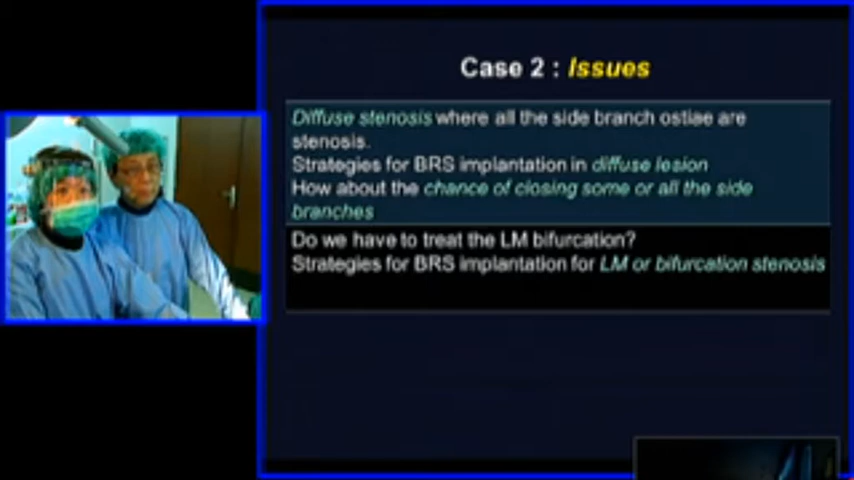 Case 2 : Issues
Diffuse stenosis where all the side branch ostiae are
stenosis.
Strategies for BRS implantation in diffuse lesion
How about the chance of closing some or all the side
branches
Do we have to treat the LM bifurcation?
Strategies for BRS implantation for LM or bifurcation stenosis